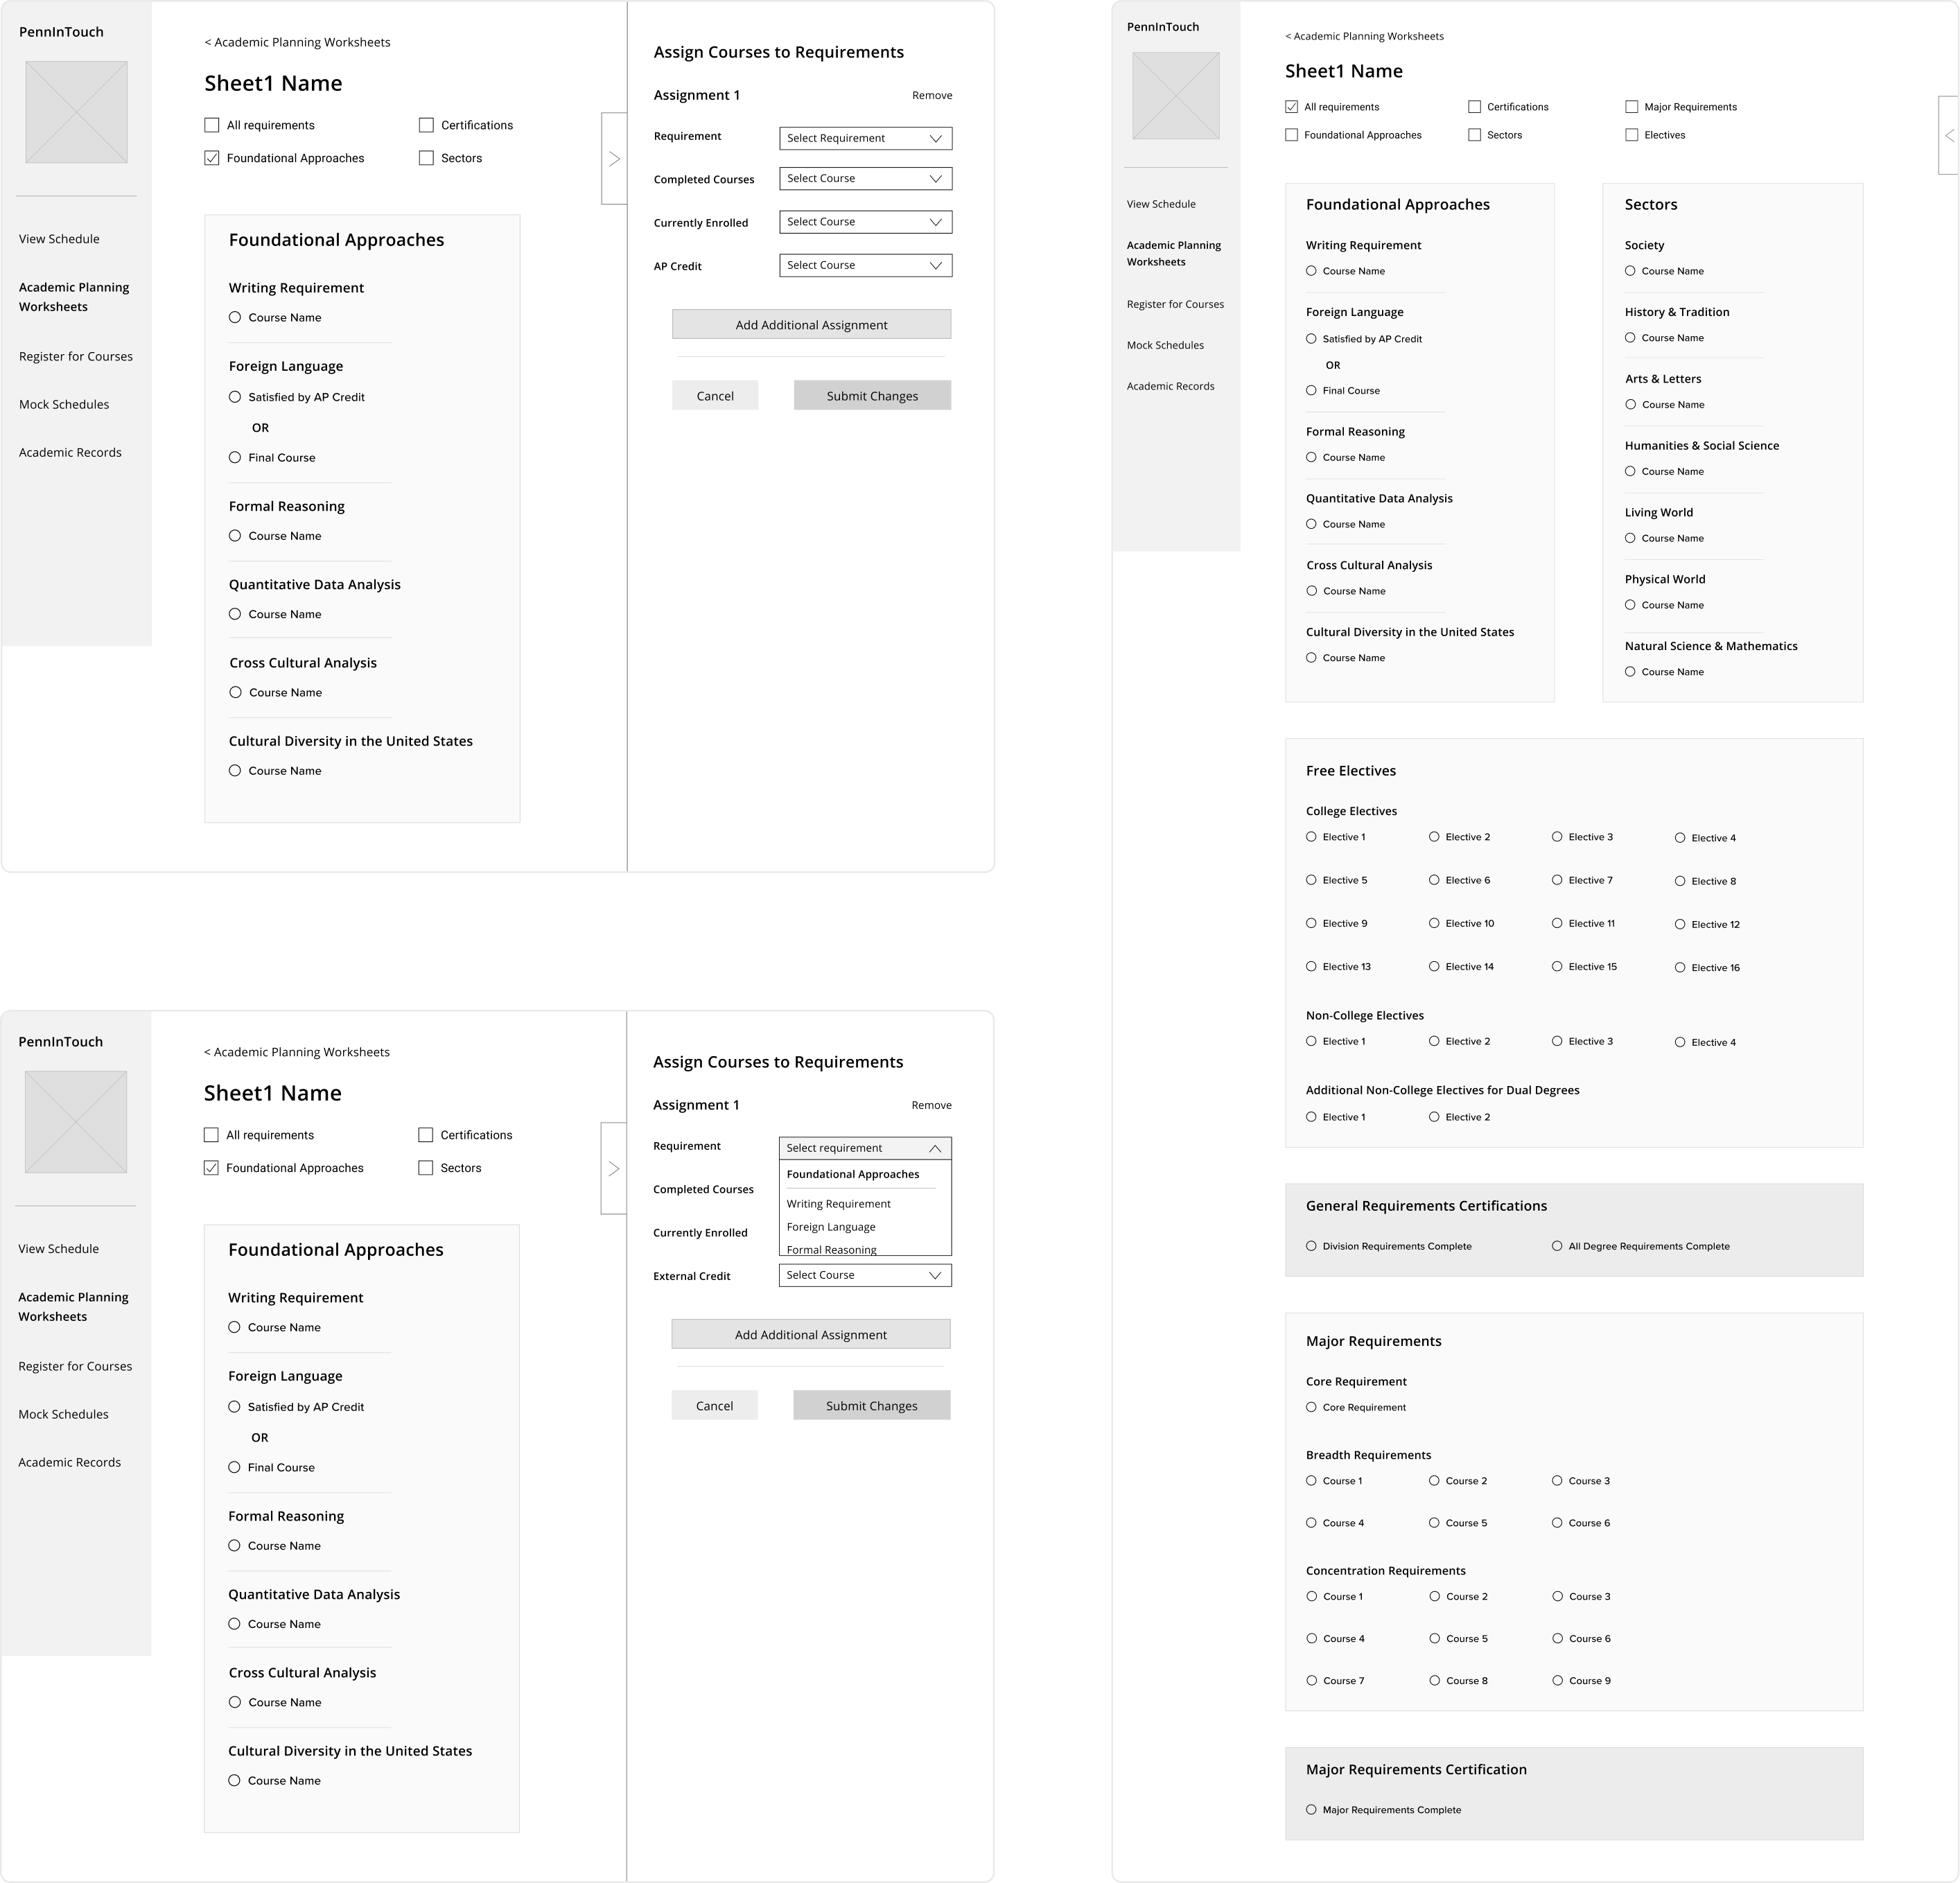 PennInTouch
View Schedule
Academic Planning
Worksheets
Register for Courses
Mock Schedules
Academic Records
< Academic Planning Worksheets
Sheet1 Name
All requirements
Certifications
Foundational Approaches
Sectors
Foundational Approaches
Writing Requirement
Course Name
Foreign Language
Satisfied by AP Credit
OR
Final Course
Formal Reasoning
Course Name
Quantitative Data Analysis
Course Name
Cross Cultural Analysis
Course Name
Cultural Diversity in the United States
Course Name
Assign Courses to Requirements
Assignment 1
Remove
Requirement
Select Requirement
Completed Courses
Select Course
Currently Enrolled
Select Course
AP Credit
Select Course
Add Additional Assignment
Cancel
Submit Changes
PennInTouch
View Schedule
Academic Planning
Worksheets
Register for Courses
Mock Schedules
Academic Records
< Academic Planning Worksheets
Sheet1 Name
All requirements
Certifications
Foundational Approaches
Sectors
Foundational Approaches
Writing Requirement
Course Name
Foreign Language
Satisfied by AP Credit
OR
Final Course
Formal Reasoning
Course Name
Quantitative Data Analysis
Course Name
Cross Cultural Analysis
Course Name
Cultural Diversity in the United States
Course Name
Assign Courses to Requirements
Assignment 1
Remove
Requirement
Select requirement
Foundational Approaches
Writing Requirement
Foreign Language
Formal Reasoning
Completed Courses
Currently Enrolled
External Credit
Select Course
Add Additional Assignment
Cancel
Submit Changes
PennInTouch
View Schedule
Academic Planning
Worksheets
Register for Courses
Mock Schedules
Academic Records
< Academic Planning Worksheets
Sheet1 Name
All requirements
Certifications
Major Requirements
Foundational Approaches
Sectors
Electives
Foundational Approaches
Writing Requirement
Course Name
Foreign Language
Satisfied by AP Credit
OR
Final Course
Formal Reasoning
Course Name
Quantitative Data Analysis
Course Name
Cross Cultural Analysis
Course Name
Cultural Diversity in the United States
Course Name
Sectors
Society
Course Name
History & Tradition
Course Name
Arts & Letters
Course Name
Humanities & Social Science
Course Name
Living World
Course Name
Physical World
Course Name
Natural Science & Mathematics
Course Name
Free Electives
College Electives
Elective 1
Elective 2
Elective 3
Elective 4
Elective 5
Elective 6
Elective 7
Elective 8
Elective 9
Elective 10
Elective 11
Elective 12
Elective 13
Elective 14
Elective 15
Elective 16
Non-College Electives
Elective 1
Elective 2
Elective 3
Elective 4
Additional Non-College Electives for Dual Degrees
Elective 1
Elective 2
General Requirements Certifications
Division Requirements Complete
All Degree Requirements Complete
Major Requirements
Core Requirement
Core Requirement
Breadth Requirements
Course 1
Course 2
Course 3
Course 4
Course 5
Course 6
Concentration Requirements
Course 1
Course 2
Course 3
Course 4
Course 5
Course 6
Course 7
Course 8
Course 9
Major Requirements Certification
Major Requirements Complete